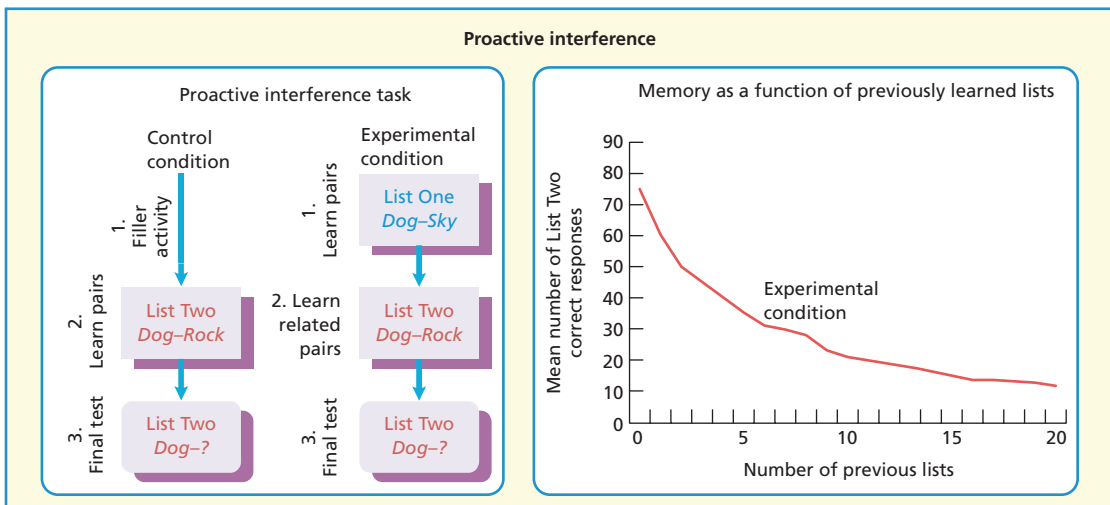 Proactive interference
Proactive interference task
Control
condition
Experimental
condition
1.
Filler
activity
1.
Learn pairs
List One
Dog–Sky
2.
Learn pairs
List Two
Dog–Rock
2. Learn
related
pairs
List Two
Dog–Rock
3.
Final test
List Two
Dog–?
3.
Final test
List Two
Dog–?
Memory as a function of previously learned lists
Mean number of List Two
correct responses
90
80
70
60
50
40
30
20
10
Experimental
condition
0 5 10 15 20
Number of previous lists